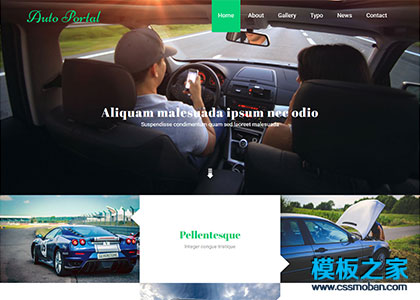 Auto Portal
Home About Gallery Typo News Contact
Aliquam malesuada ipsum nec odio
Suspendisse condimentum quam sed laoreet malesuada
Pellentesque
Integer congue tristique
模板之家
www.cssmoban.com